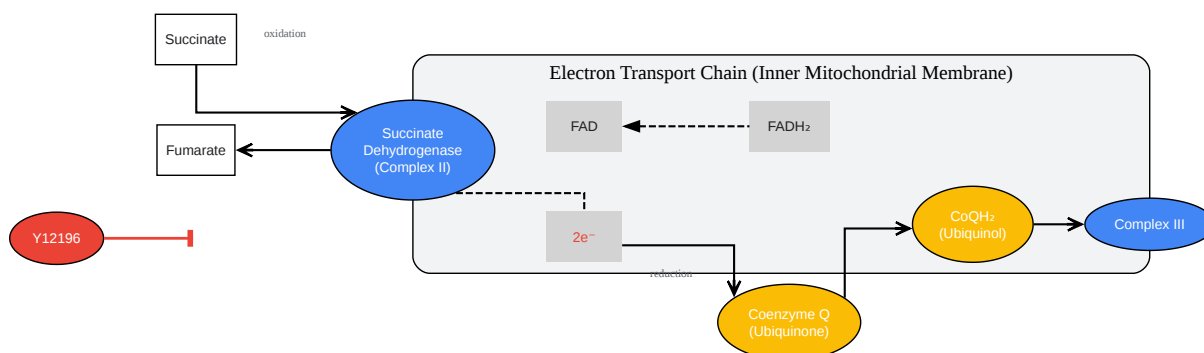 Succinate
oxidation
Electron Transport Chain (Inner Mitochondrial Membrane)
FAD
FADH₂
Succinate
Dehydrogenase
(Complex II)
Fumarate
Y12196
2e⁻
CoQH₂
(Ubiquinol)
Complex III
reduction
Coenzyme Q
(Ubiquinone)